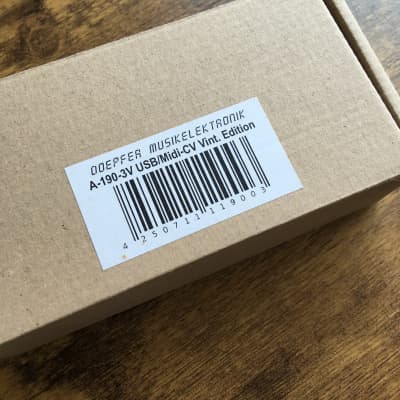 DOEPFER MUSIKELEKTRONIK
A-190-3V USB/Midi-CV Vint. Edition
4 250711 119003